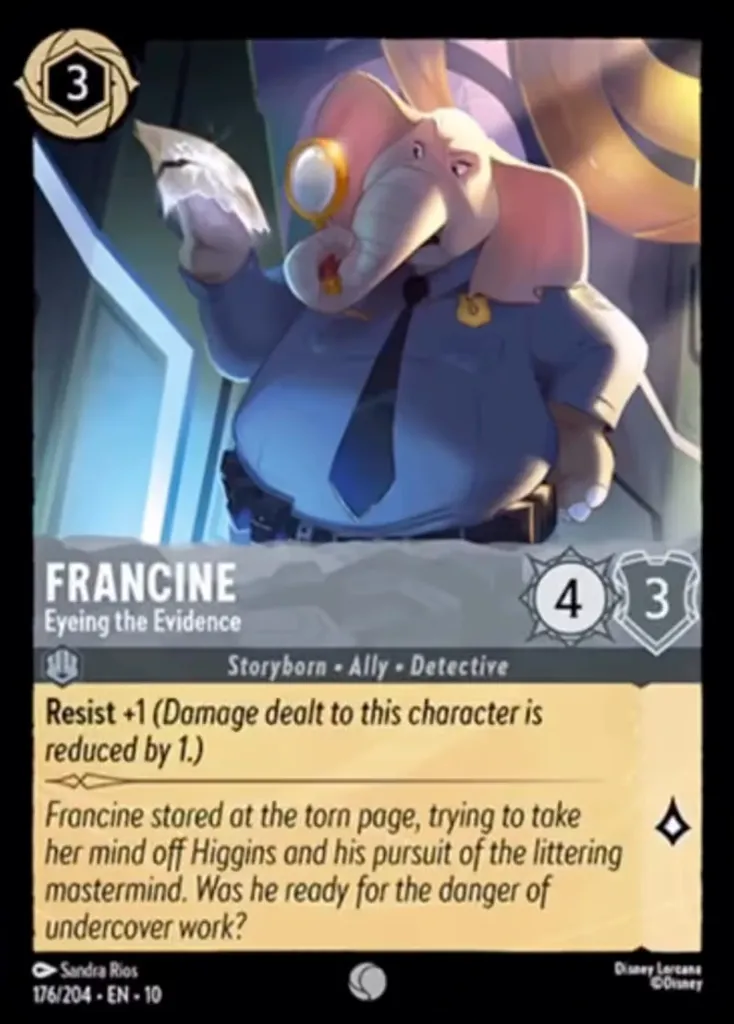 3
FRANCINE
Eyeing the Evidence
4
3
Storyborn • Ally • Detective
Resist +1 (Damage dealt to this character is
reduced by 1.)
Francine stared at the torn page, trying to take
her mind off Higgins and his pursuit of the littering
mastermind. Was he ready for the danger of
undercover work?
Sandra Rios
176/204 • EN • 10
Disney Lorcana
©Disney